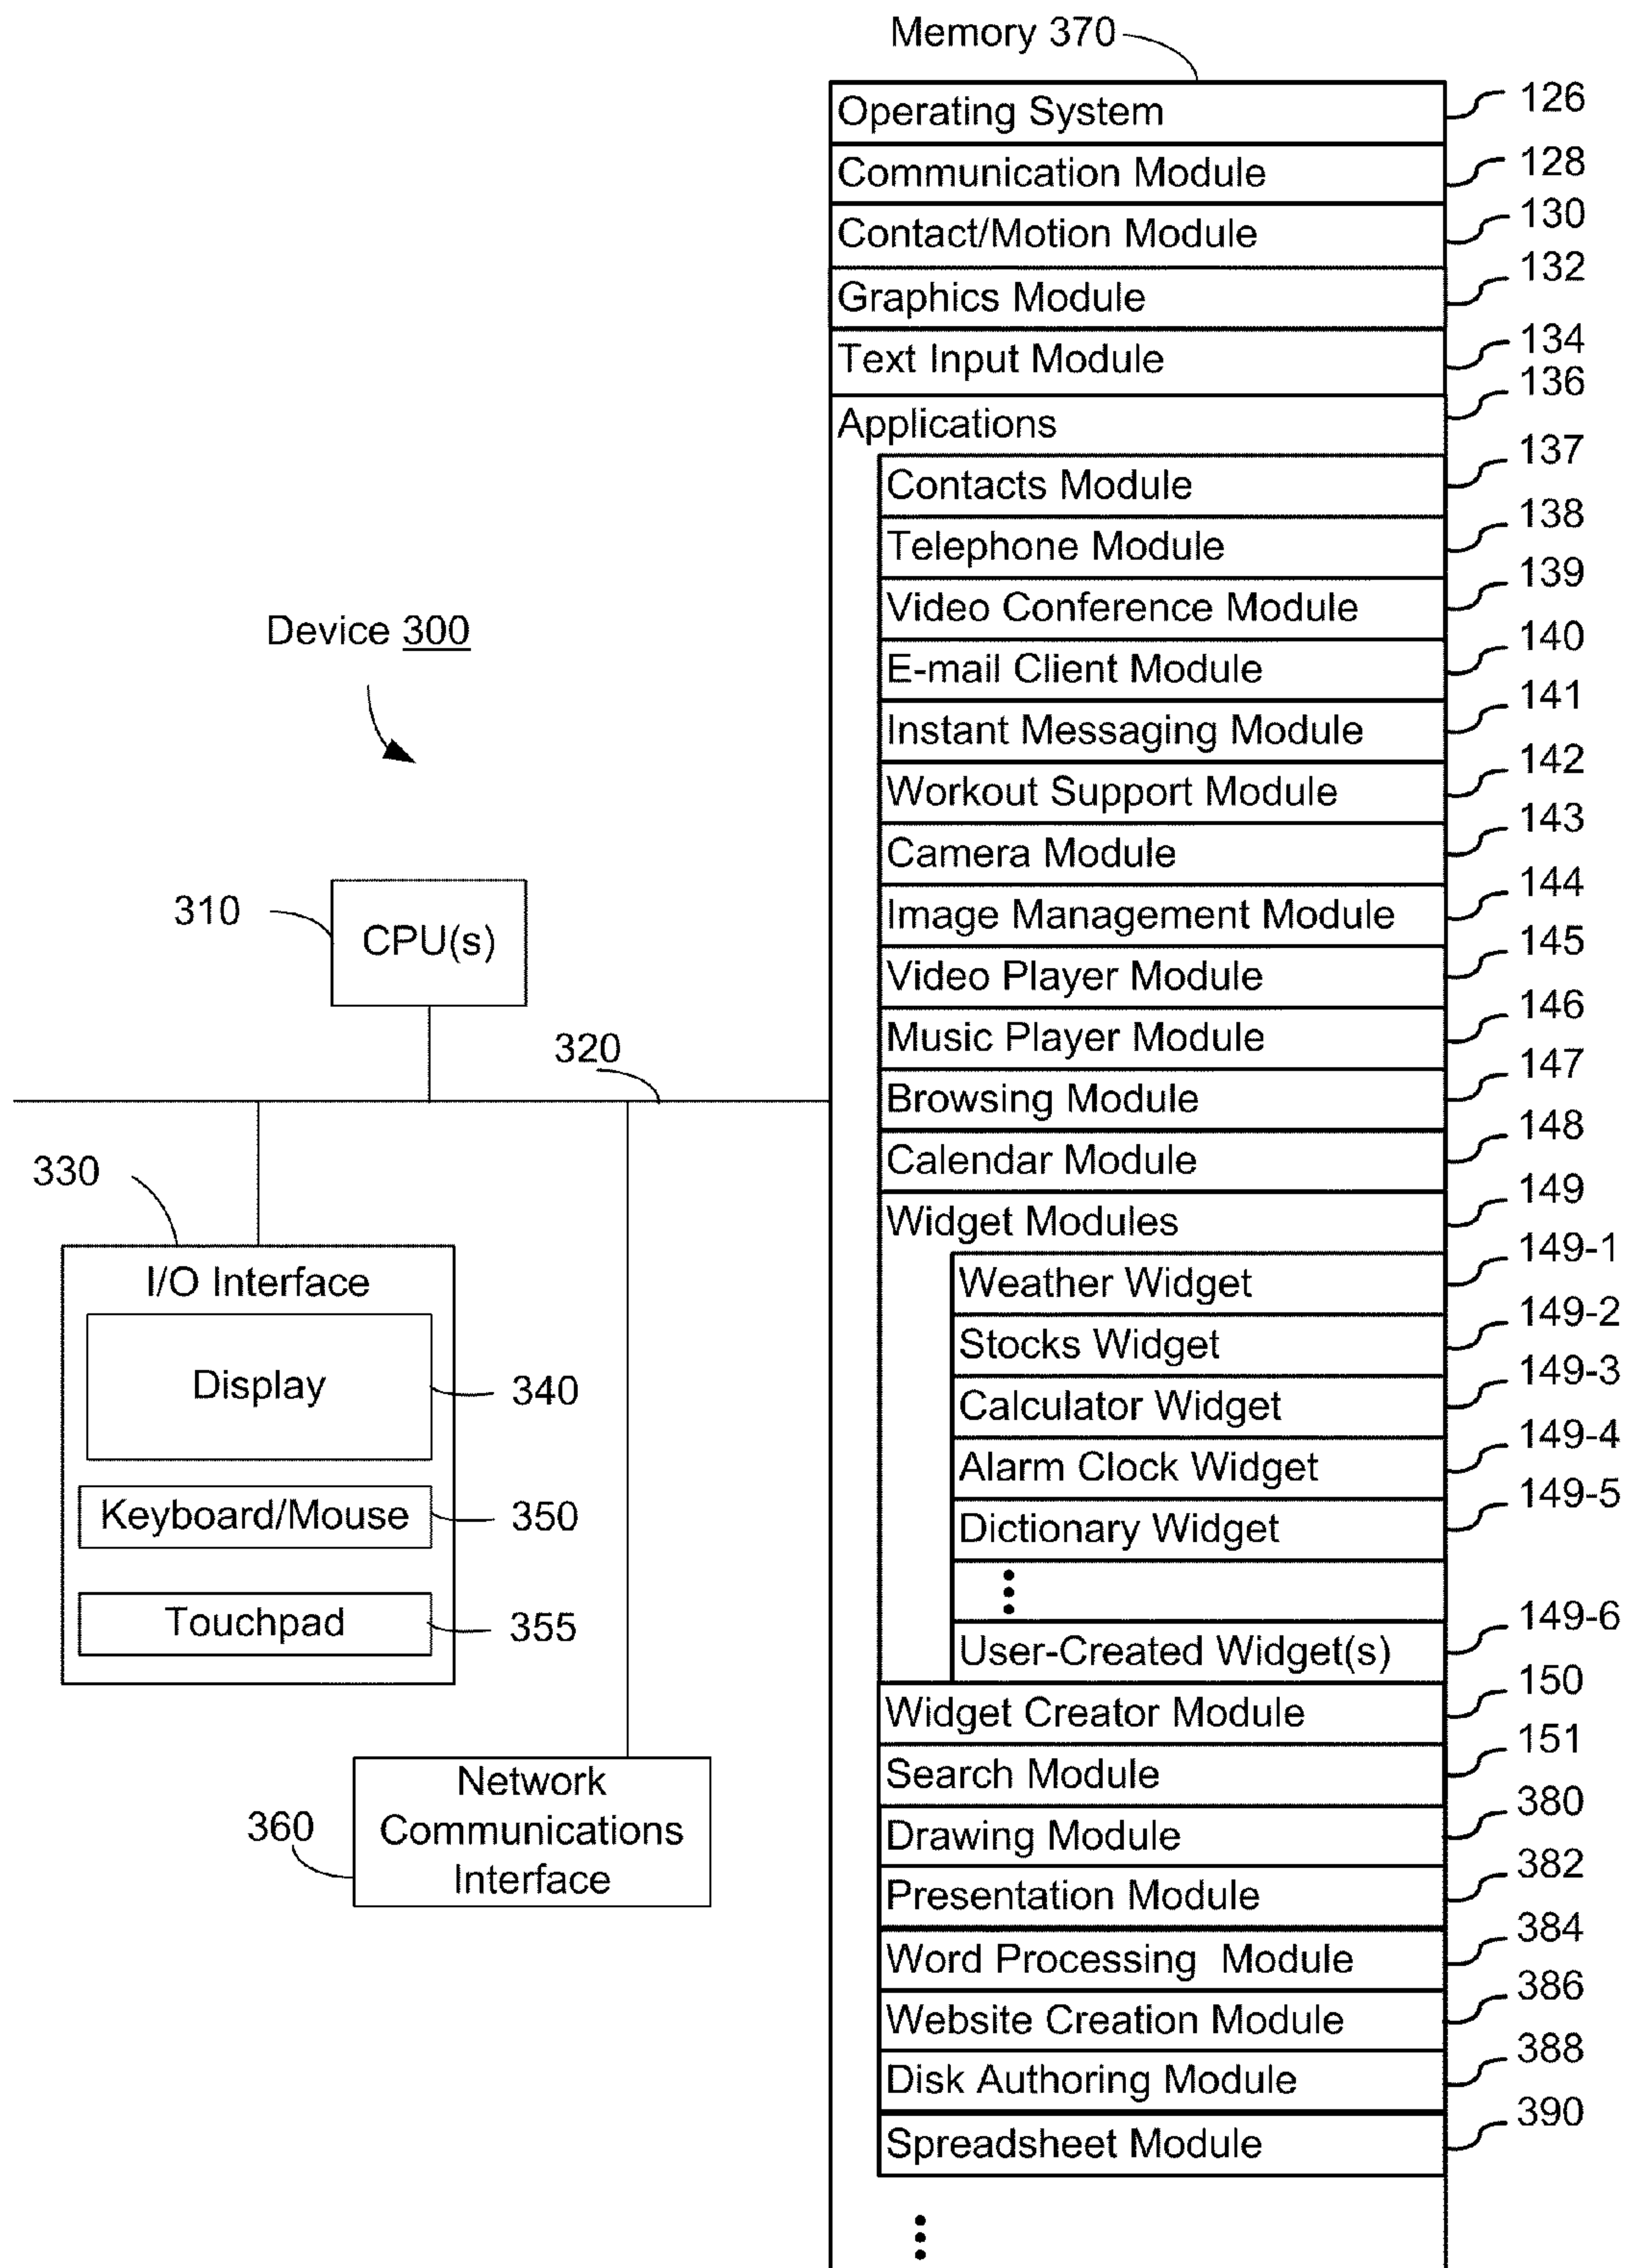 Memory 370
Operating System 126
Communication Module 128
Contact/Motion Module 130
Graphics Module 132
Text Input Module 134
Applications 136
Contacts Module 137
Telephone Module 138
Video Conference Module 139
E-mail Client Module 140
Instant Messaging Module 141
Workout Support Module 142
Camera Module 143
Image Management Module 144
Video Player Module 145
Music Player Module 146
Browsing Module 147
Calendar Module 148
Widget Modules 149
Weather Widget 149-1
Stocks Widget 149-2
Calculator Widget 149-3
Alarm Clock Widget 149-4
Dictionary Widget 149-5
User-Created Widget(s) 149-6
Widget Creator Module 150
Search Module 151
Drawing Module 380
Presentation Module 382
Word Processing Module 384
Website Creation Module 386
Disk Authoring Module 388
Spreadsheet Module 390
Device 300
310
CPU(s)
320
330
I/O Interface
Display 340
Keyboard/Mouse 350
Touchpad 355
360
Network
Communications
Interface